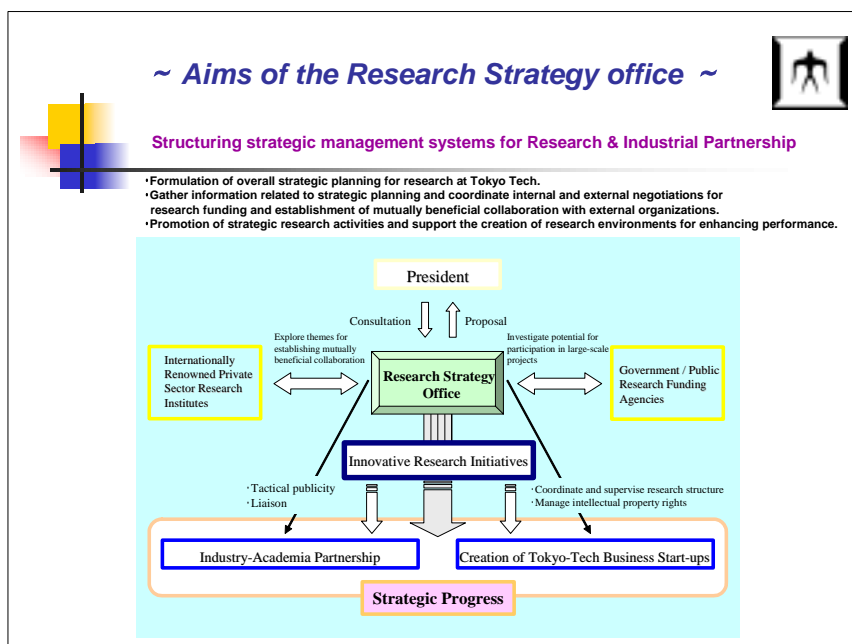 ~ Aims of the Research Strategy office ~
Structuring strategic management systems for Research & Industrial Partnership
・Formulation of overall strategic planning for research at Tokyo Tech.
・Gather information related to strategic planning and coordinate internal and external negotiations for
research funding and establishment of mutually beneficial collaboration with external organizations.
・Promotion of strategic research activities and support the creation of research environments for enhancing performance.
President
Consultation
Proposal
Explore themes for
establishing mutually
beneficial collaboration
Investigate potential for
participation in large-scale
projects
Internationally
Renowned Private
Sector Research
Institutes
Research Strategy
Office
Government / Public
Research Funding
Agencies
Innovative Research Initiatives
・Tactical publicity
・Liaison
・Coordinate and supervise research structure
・Manage intellectual property rights
Industry-Academia Partnership
Creation of Tokyo-Tech Business Start-ups
Strategic Progress